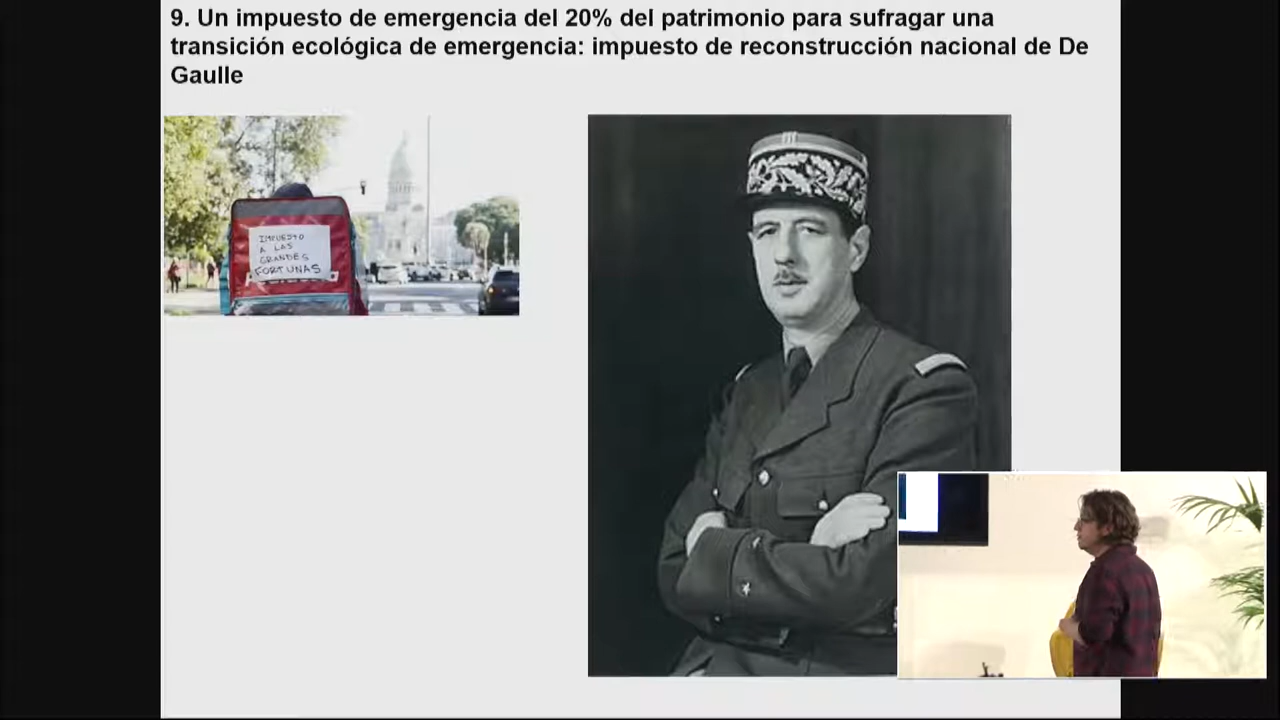 9. Un impuesto de emergencia del 20% del patrimonio para sufragar una
transición ecológica de emergencia: impuesto de reconstrucción nacional de De
Gaulle
IMPUESTO
A LAS
GRANDES
FORTUNAS